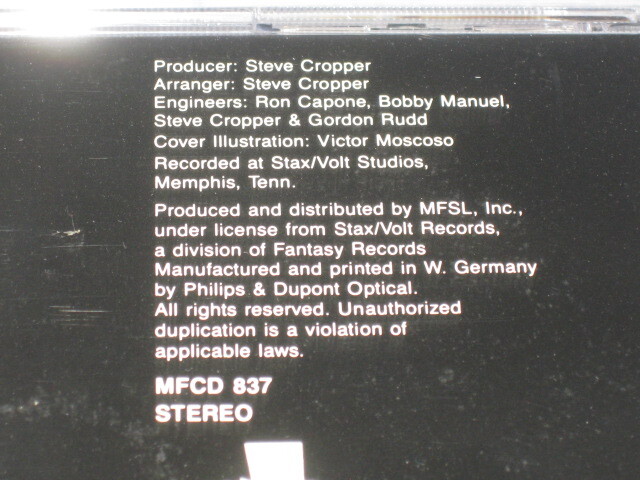 Producer: Steve Cropper
Arranger: Steve Cropper
Engineers: Ron Capone, Bobby Manuel,
Steve Cropper & Gordon Rudd
Cover Illustration: Victor Moscoso
Recorded at Stax/Volt Studios,
Memphis, Tenn.
Produced and distributed by MFSL, Inc.,
under license from Stax/Volt Records,
a division of Fantasy Records
Manufactured and printed in W. Germany
by Philips & Dupont Optical.
All rights reserved. Unauthorized
duplication is a violation of
applicable laws.
MFCD 837
STEREO